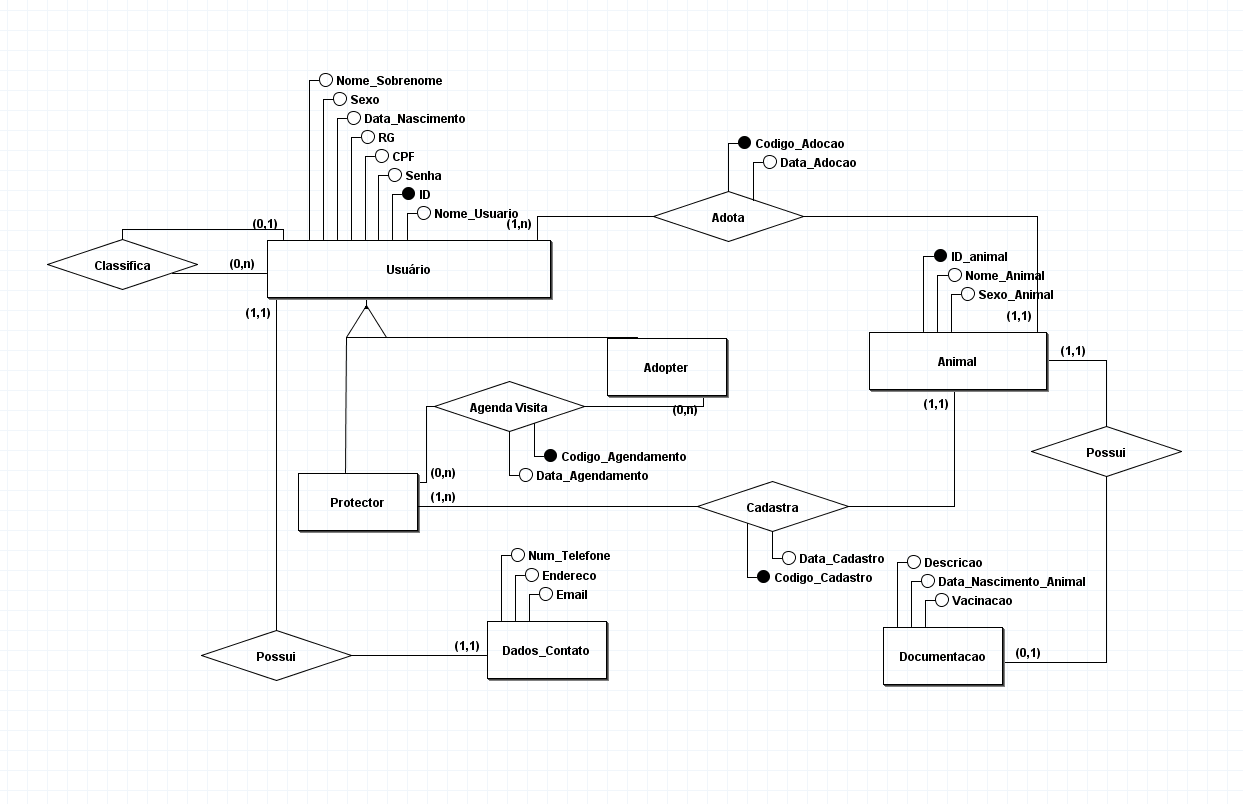 Nome_Sobrenome
Sexo
Data_Nascimento
RG
CPF
Senha
ID
Nome_Usuario
(0,1)
(1,n)
Classifica
(0,n)
Usuário
(1,1)
Codigo_Adocao
Data_Adocao
Adota
ID_animal
Nome_Animal
Sexo_Animal
(1,1)
Animal
(1,1)
(1,1)
Adopter
Agenda Visita
(0,n)
Codigo_Agendamento
Data_Agendamento
(0,n)
Protector
(1,n)
Cadastra
Data_Cadastro
Codigo_Cadastro
Possui
Num_Telefone
Endereco
Email
Possui
(1,1)
Dados_Contato
Descricao
Data_Nascimento_Animal
Vacinacao
Documentacao
(0,1)